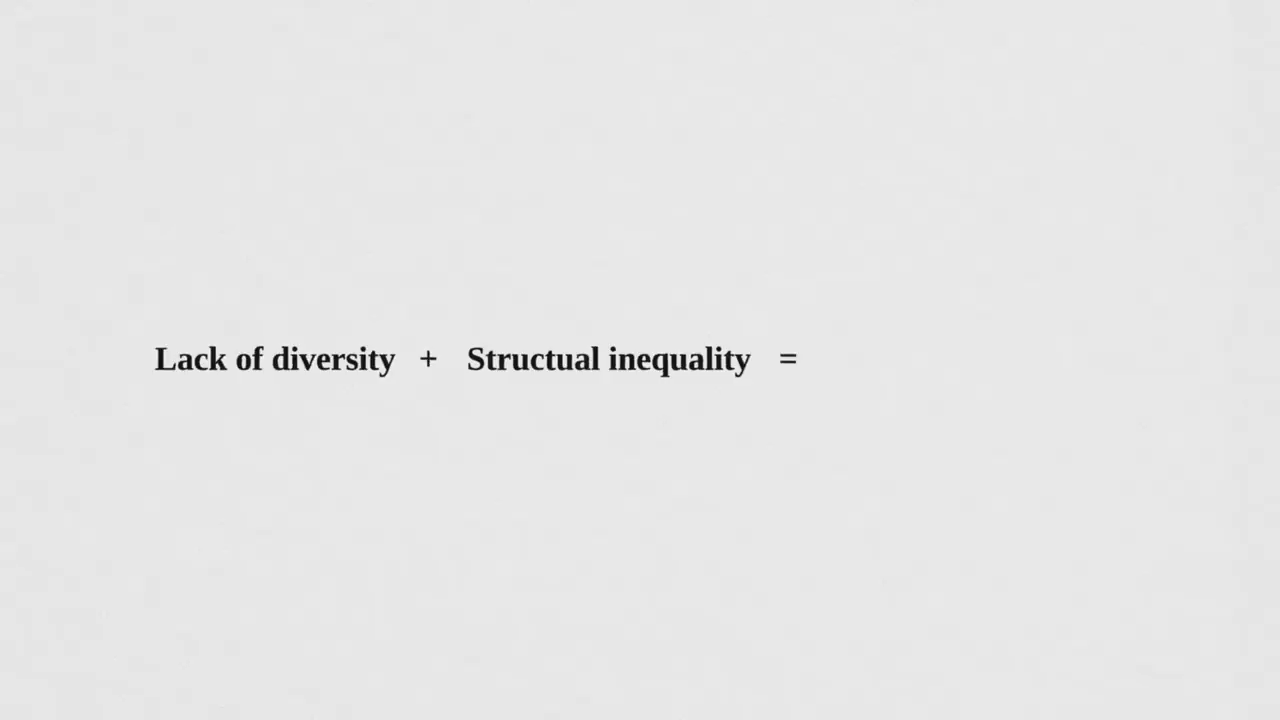 Lack of diversity + Structual inequality =